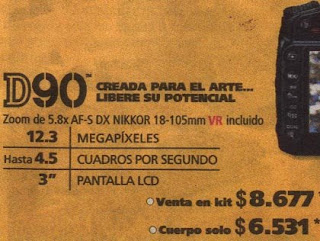 D90™ CREADA PARA EL ARTE...
LIBERE SU POTENCIAL
Zoom de 5.8x AF-S DX NIKKOR 18-105mm VR incluido
12.3 MEGAPÍXELES
Hasta 4.5 CUADROS POR SEGUNDO
3” PANTALLA LCD
Venta en kit $8.677
Cuerpo solo $6.531*